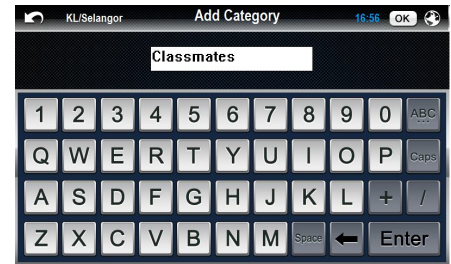 KL/Selangor Add Category 16:56 OK
Classmates
1 2 3 4 5 6 7 8 9 0 ABC...
Q W E R T Y U I O P Caps
A S D F G H J K L + /
Z X C V B N M Space Enter